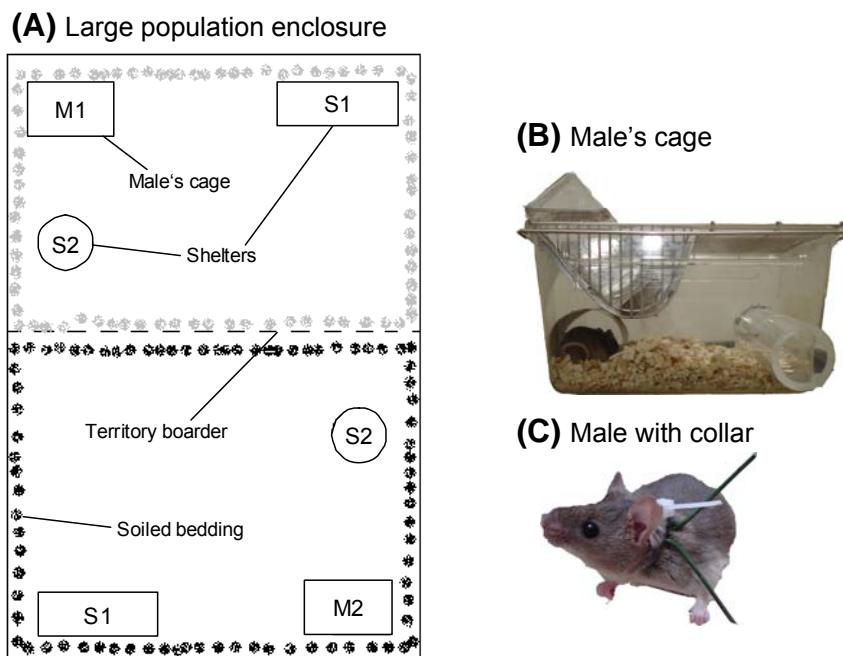 (A) Large population enclosure
M1
S1
Male's cage
S2
Shelters
Territory boarder
S2
Soiled bedding
S1
M2
(B) Male's cage
(C) Male with collar